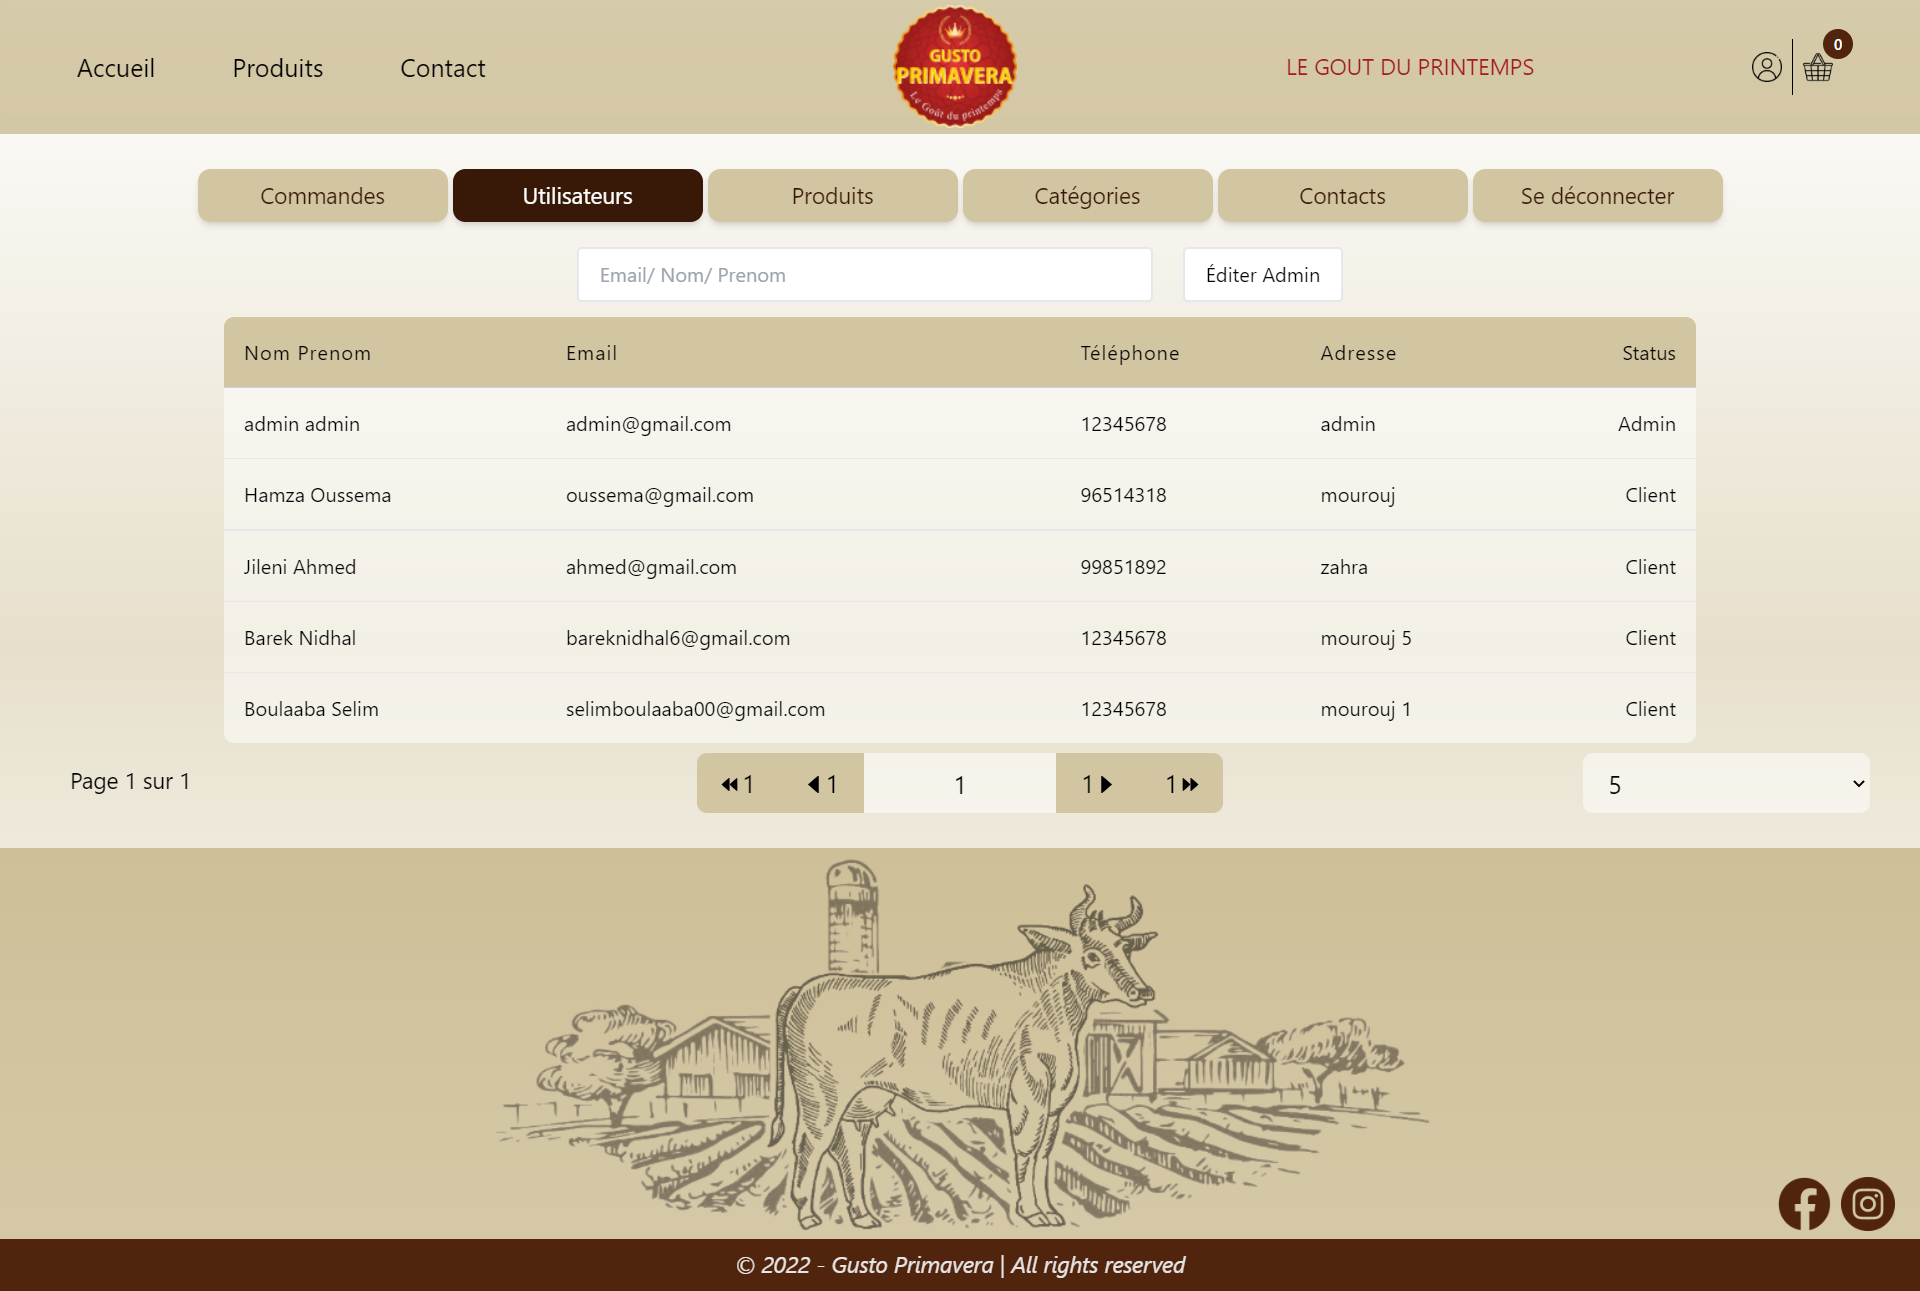 Accueil Produits Contact
GUSTO
PRIMAVERA
Le Goût du printemps
LE GOUT DU PRINTEMPS
0
Commandes Utilisateurs Produits Catégories Contacts Se déconnecter
Email/ Nom/ Prenom
Éditer Admin
Nom Prenom Email Téléphone Adresse Status
admin admin admin@gmail.com 12345678 admin Admin
Hamza Oussema oussema@gmail.com 96514318 mourouj Client
Jileni Ahmed ahmed@gmail.com 99851892 zahra Client
Barek Nidhal bareknidhal6@gmail.com 12345678 mourouj 5 Client
Boulaaba Selim selimboulaaba00@gmail.com 12345678 mourouj 1 Client
Page 1 sur 1
1 1 1 1 1
5
© 2022 - Gusto Primavera | All rights reserved